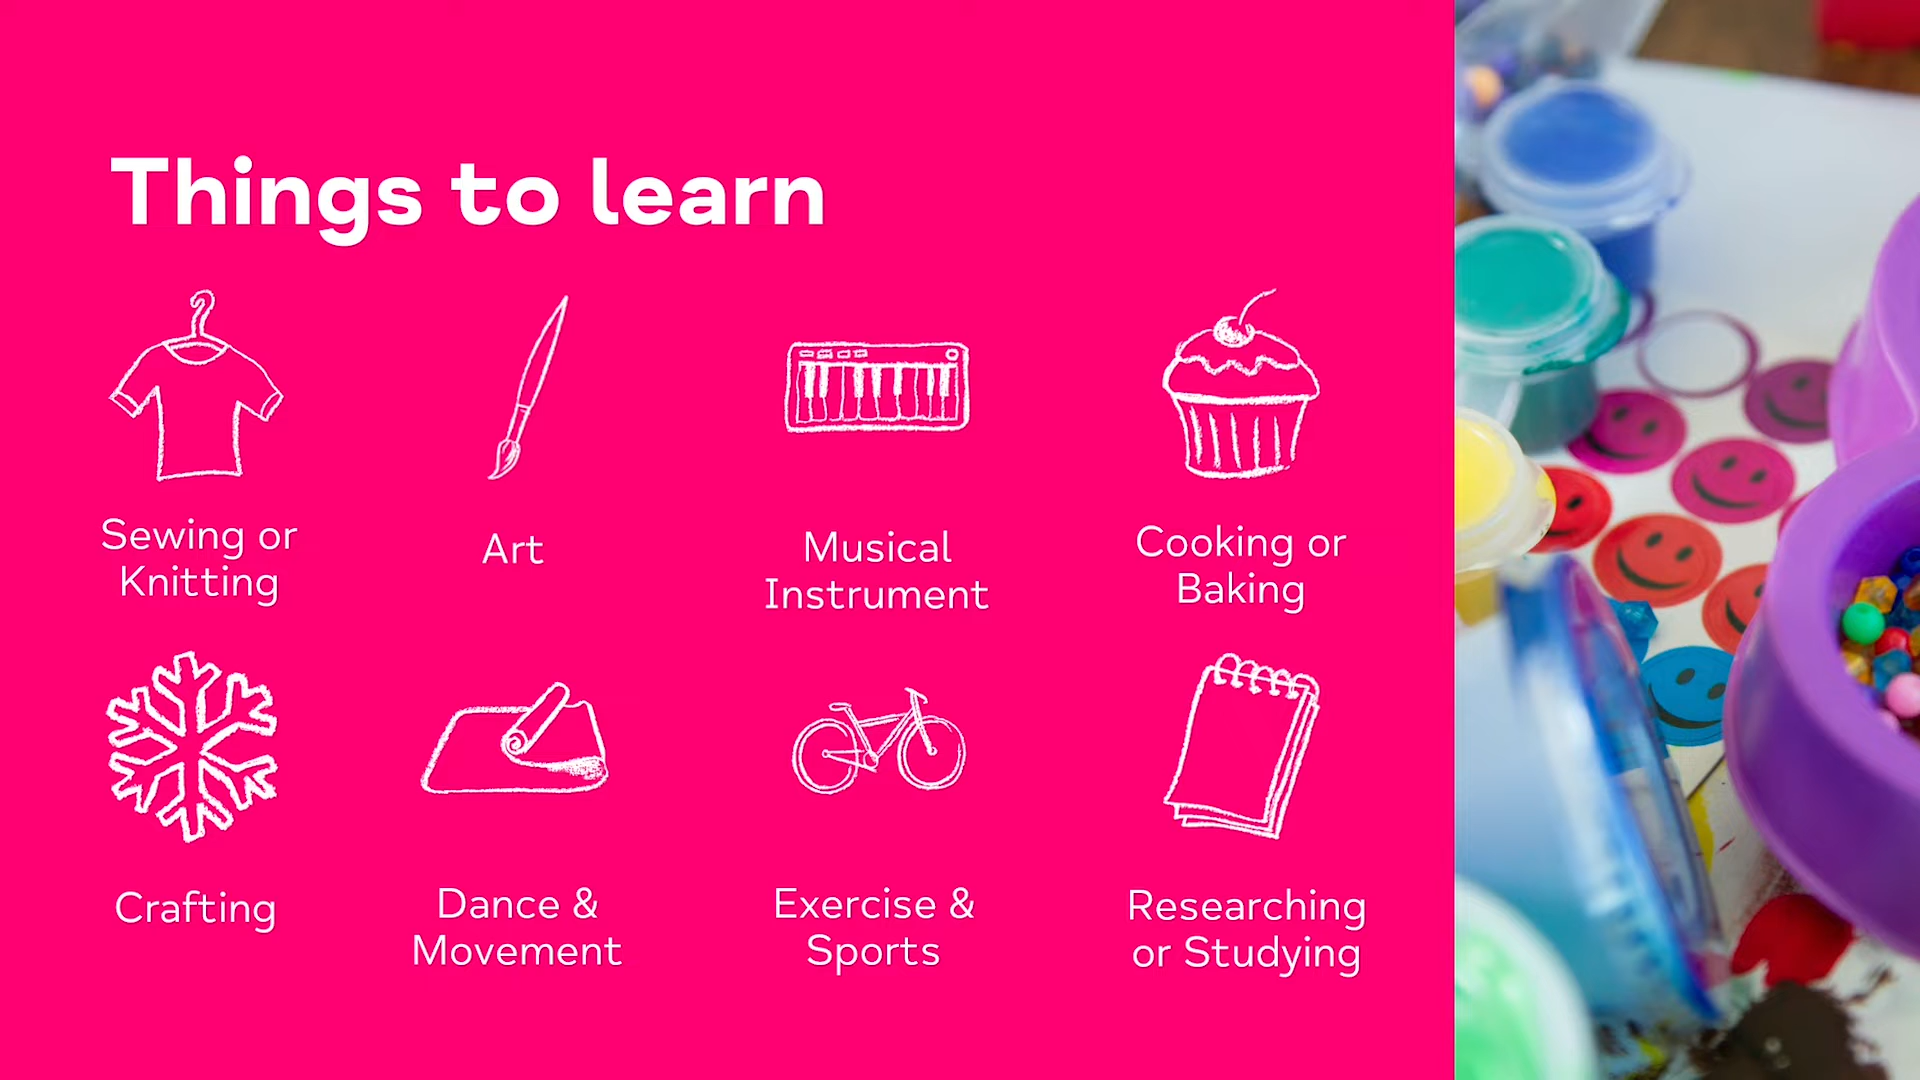 Things to learn
Sewing or
Knitting
Art
Musical
Instrument
Cooking or
Baking
Crafting
Dance &
Movement
Exercise &
Sports
Researching
or Studying